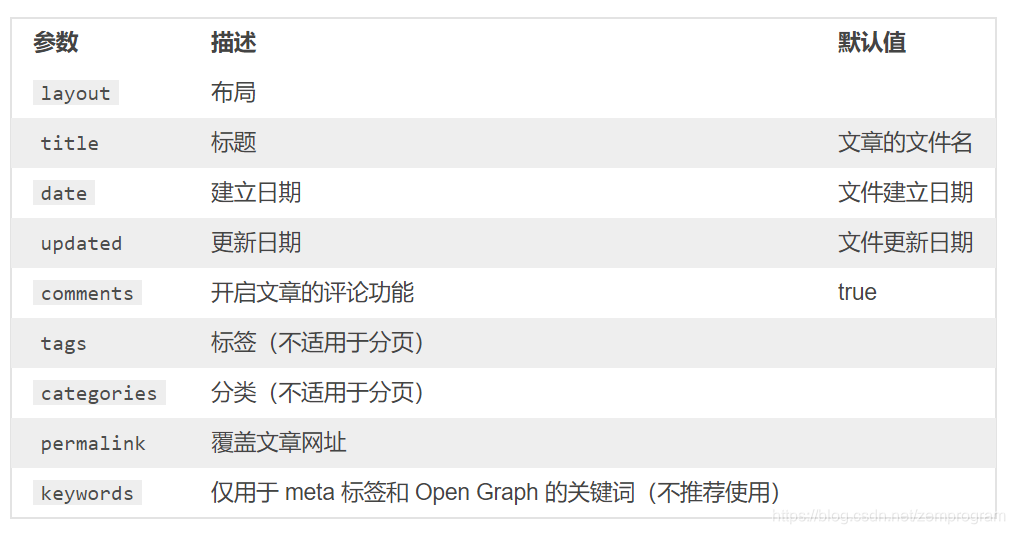 参数 描述 默认值
layout 布局
title 标题 文章的文件名
date 建立日期 文件建立日期
updated 更新日期 文件更新日期
comments 开启文章的评论功能 true
tags 标签（不适用于分页）
categories 分类（不适用于分页）
permalink 覆盖文章网址
keywords 仅用于 meta 标签和 Open Graph 的关键词（不推荐使用）
https://blog.csdn.net/zemprogram